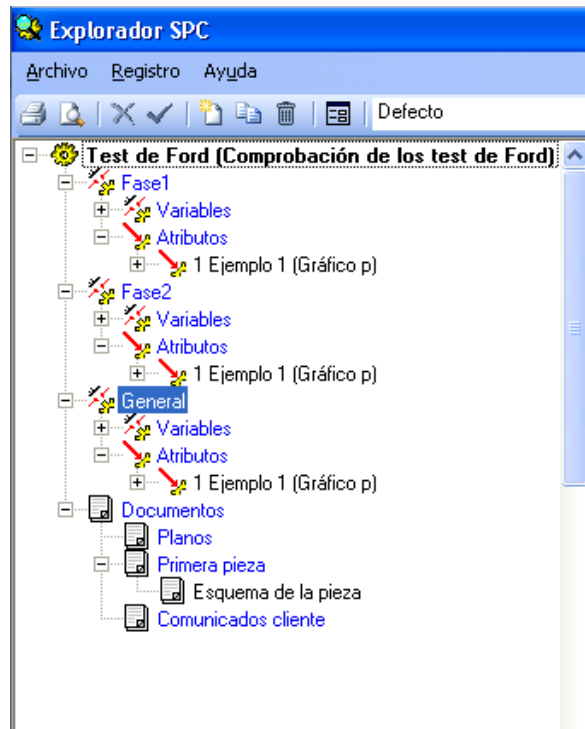 Explorador SPC
Archivo Registro Ayuda
Defecto
Test de Ford (Comprobación de los test de Ford)
Fase1
Variables
Atributos
1 Ejemplo 1 (Gráfico p)
Fase2
Variables
Atributos
1 Ejemplo 1 (Gráfico p)
General
Variables
Atributos
1 Ejemplo 1 (Gráfico p)
Documentos
Planos
Primera pieza
Esquema de la pieza
Comunicados cliente